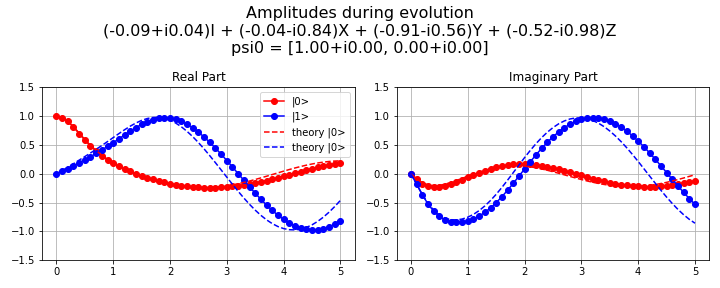 Amplitudes during evolution
(-0.09+i0.04)I + (-0.04-i0.84)X + (-0.91-i0.56)Y + (-0.52-i0.98)Z
psi0 = [1.00+i0.00, 0.00+i0.00]
Real Part
1.5
1.0
0.5
0.0
−0.5
−1.0
−1.5
0 1 2 3 4 5
|0>
|1>
theory |0>
theory |0>
Imaginary Part
1.5
1.0
0.5
0.0
−0.5
−1.0
−1.5
0 1 2 3 4 5